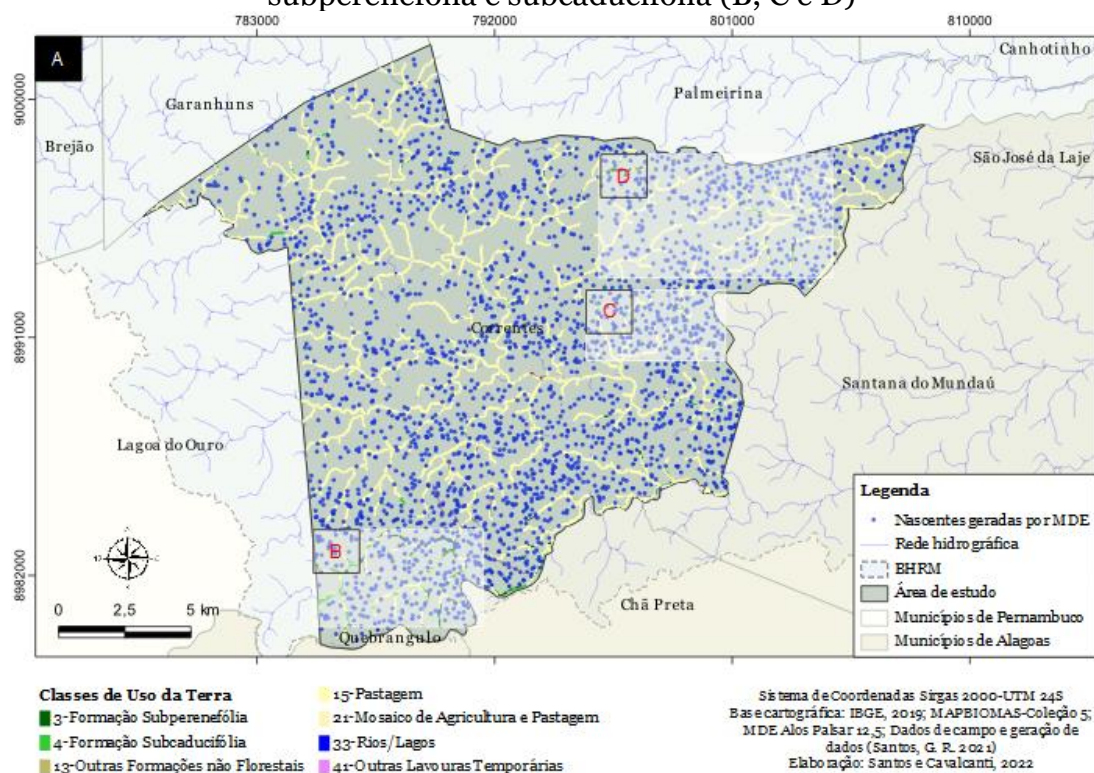 subperenciona e subcaducifolia (B, C e D)
783000 792000 801000 810000
A
Canhotinho
Garanhuns
Palmeirina
9000000
Brejão
São José da Laje
D
C
Correntes
8991000
Santana do Mundaú
Lagoa do Ouro
Legenda
Nascentes geradas por MDE
Rede hidrográfica
BHRM
Área de estudo
Municípios de Pernambuco
Municípios de Alagoas
B
8982000
0 2,5 5 km
Chã Preta
Quebrangulo
Classes de Uso da Terra
3-Formação Subperenefólia
4-Formação Subcaducifólia
13-Outras Formações não Florestais
15-Pastagem
21-Mosaico de Agricultura e Pastagem
33-Rios/Lagos
41-Outras Lavouras Temporárias
Sistema de Coordenadas Sirgas 2000-UTM 24S
Base cartográfica: IBGE, 2019; MAPBIOMAS-Coleção 5;
MDE Alos Palsar 12,5; Dados de campo e geração de
dados (Santos, G. R. 2021)
Elaboração: Santos e Cavalcanti, 2022